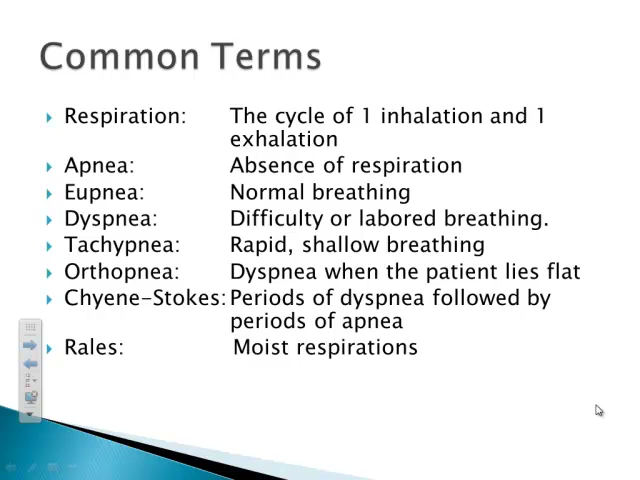 Common Terms
Respiration: The cycle of 1 inhalation and 1
exhalation
Apnea: Absence of respiration
Eupnea: Normal breathing
Dyspnea: Difficulty or labored breathing.
Tachypnea: Rapid, shallow breathing
Orthopnea: Dyspnea when the patient lies flat
Chyene-Stokes: Periods of dyspnea followed by
periods of apnea
Rales: Moist respirations